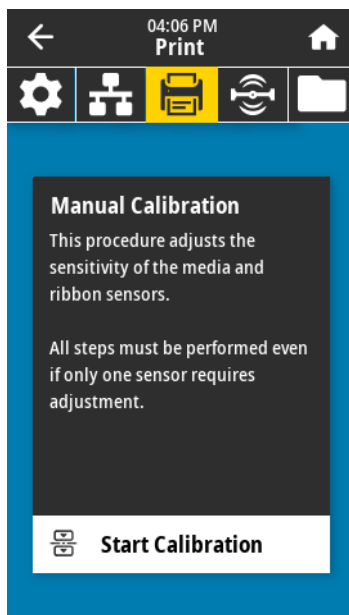 04:06 PM
Print
Manual Calibration
This procedure adjusts the
sensitivity of the media and
ribbon sensors.
All steps must be performed even
if only one sensor requires
adjustment.
Start Calibration